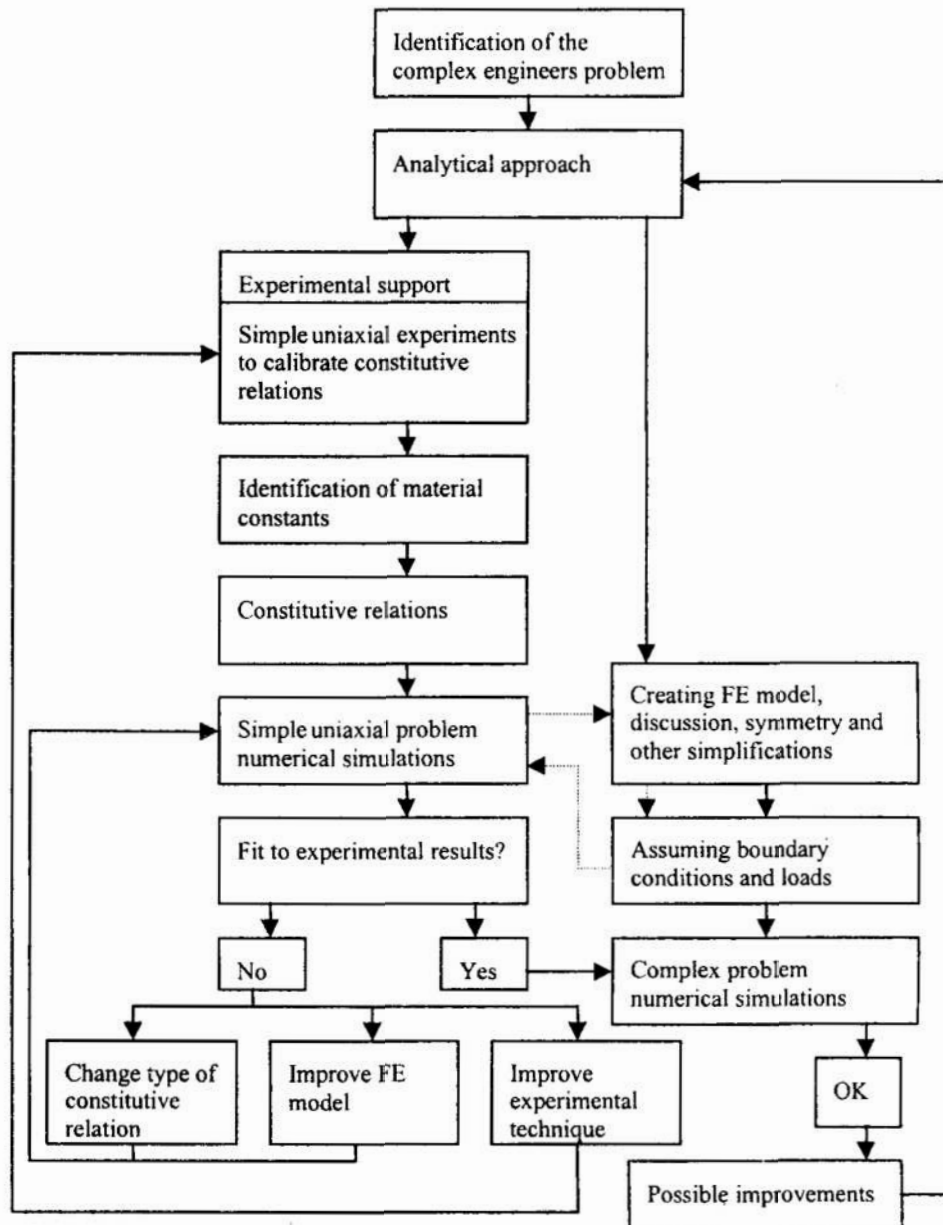 Identification of the
complex engineers problem
Analytical approach
Experimental support
Simple uniaxial experiments
to calibrate constitutive
relations
Identification of material
constants
Constitutive relations
Simple uniaxial problem
numerical simulations
Creating FE model,
discussion, symmetry and
other simplifications
Fit to experimental results?
Assuming boundary
conditions and loads
No
Yes
Complex problem
numerical simulations
Change type of
constitutive
relation
Improve FE
model
Improve
experimental
technique
OK
Possible improvements